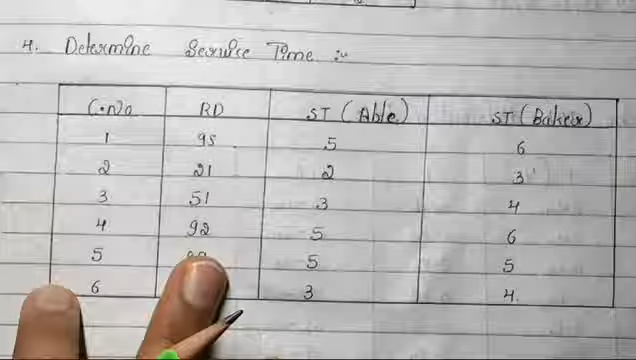 4. Determine Service Time :-
C.No RD ST (Able) ST (Baker)
1 95 5 6
2 21 2 3
3 51 3 4
4 92 5 6
5 5 5
6 3 4